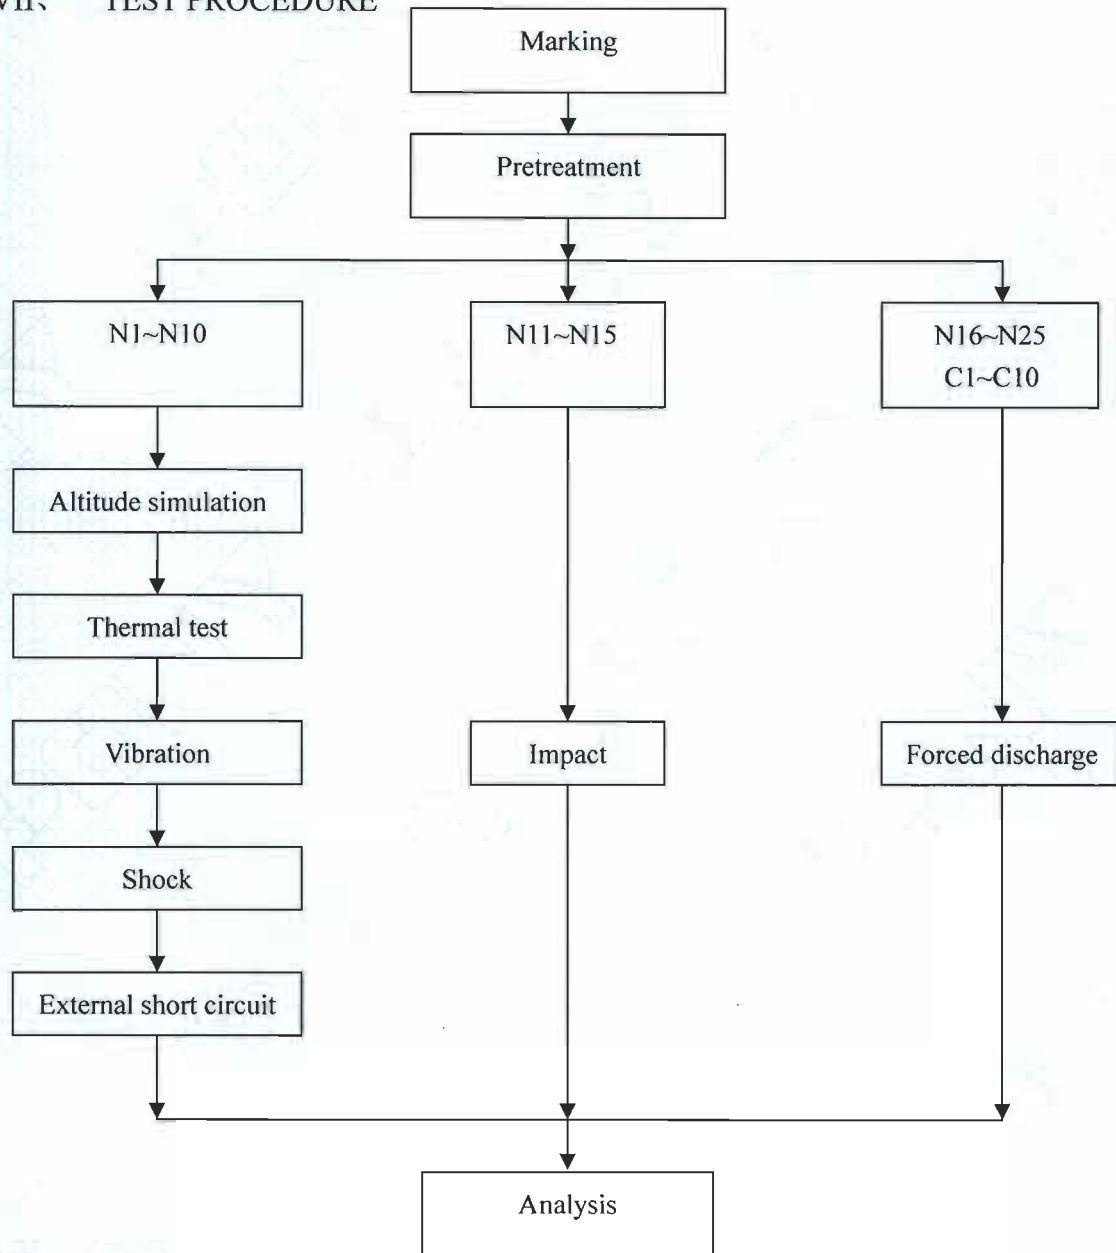 VII、 TEST PROCEDURE
Marking
Pretreatment
N1~N10
N11~N15
N16~N25
C1~C10
Altitude simulation
Thermal test
Vibration
Impact
Forced discharge
Shock
External short circuit
Analysis